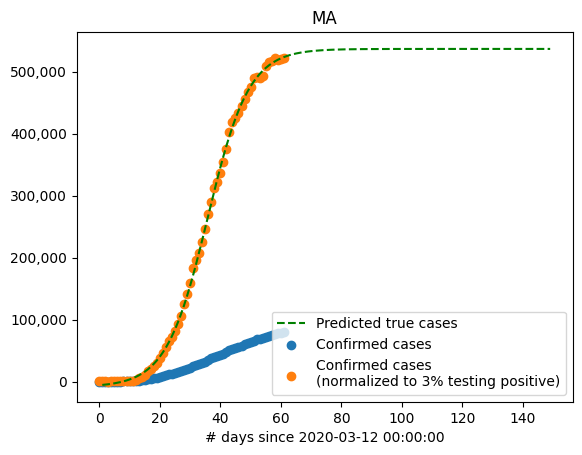 MA
500,000
400,000
300,000
200,000
100,000
0
Predicted true cases
Confirmed cases
Confirmed cases
(normalized to 3% testing positive)
0 20 40 60 80 100 120 140
# days since 2020-03-12 00:00:00